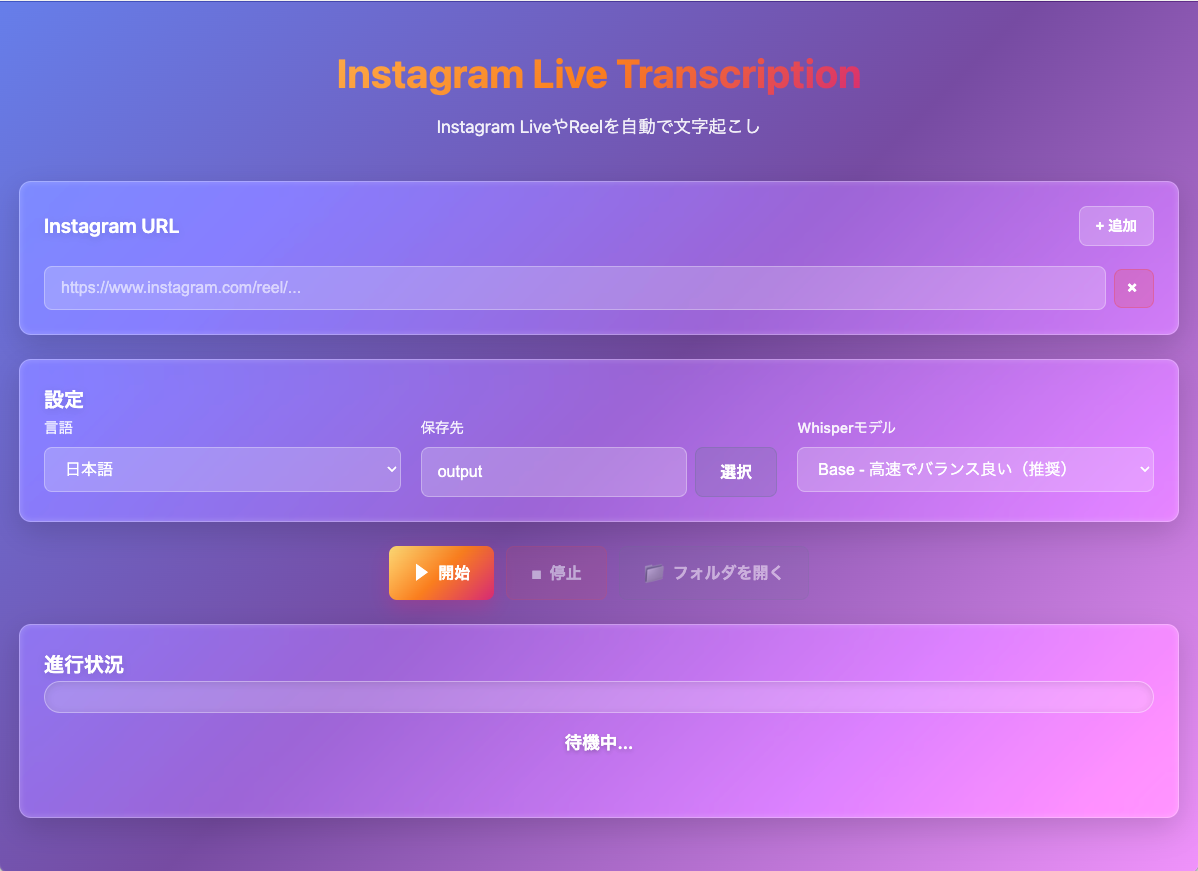 Instagram Live Transcription
Instagram LiveやReelを自動で文字起こし
Instagram URL
+ 追加
https://www.instagram.com/reel/...
×
設定
言語
保存先
Whisperモデル
日本語
output
選択
Base - 高速でバランス良い（推奨）
▶ 開始
■ 停止
📁 フォルダを開く
進行状況
待機中...